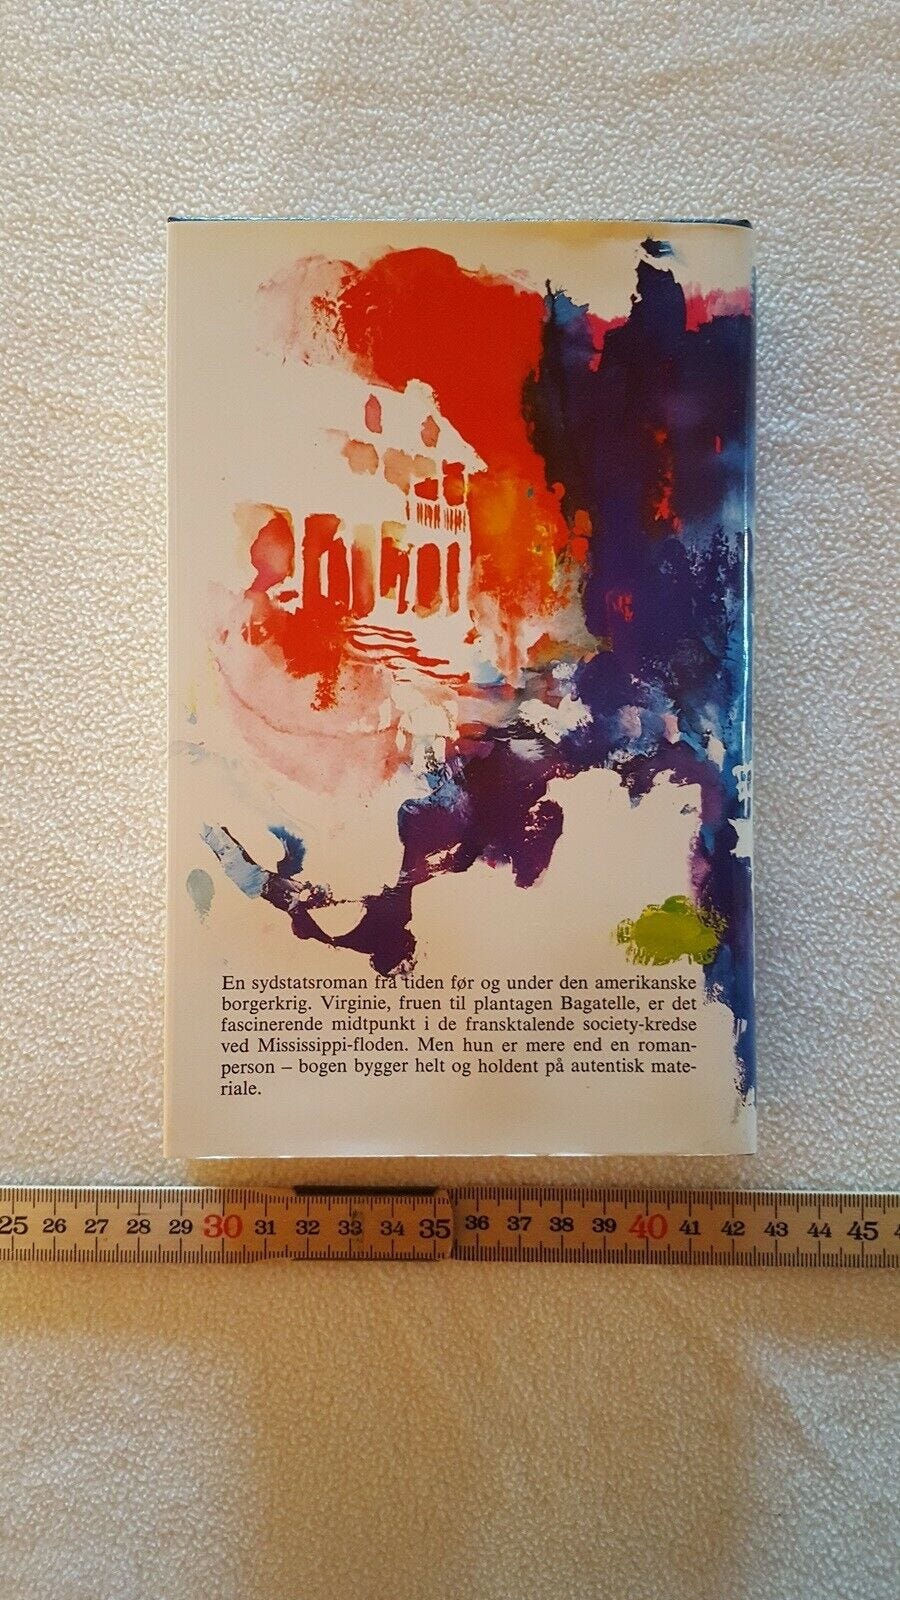 En sydstatsroman fra tiden før og under den amerikanske
borgerkrig. Virginie, fruen til plantagen Bagatelle, er det
fascinerende midtpunkt i de fransktalende society-kredse
ved Mississippi-floden. Men hun er mere end en roman-
person – bogen bygger helt og holdent på autentisk mate-
riale.
25 26 27 28 29 30 31 32 33 34 35 36 37 38 39 40 41 42 43 44 45